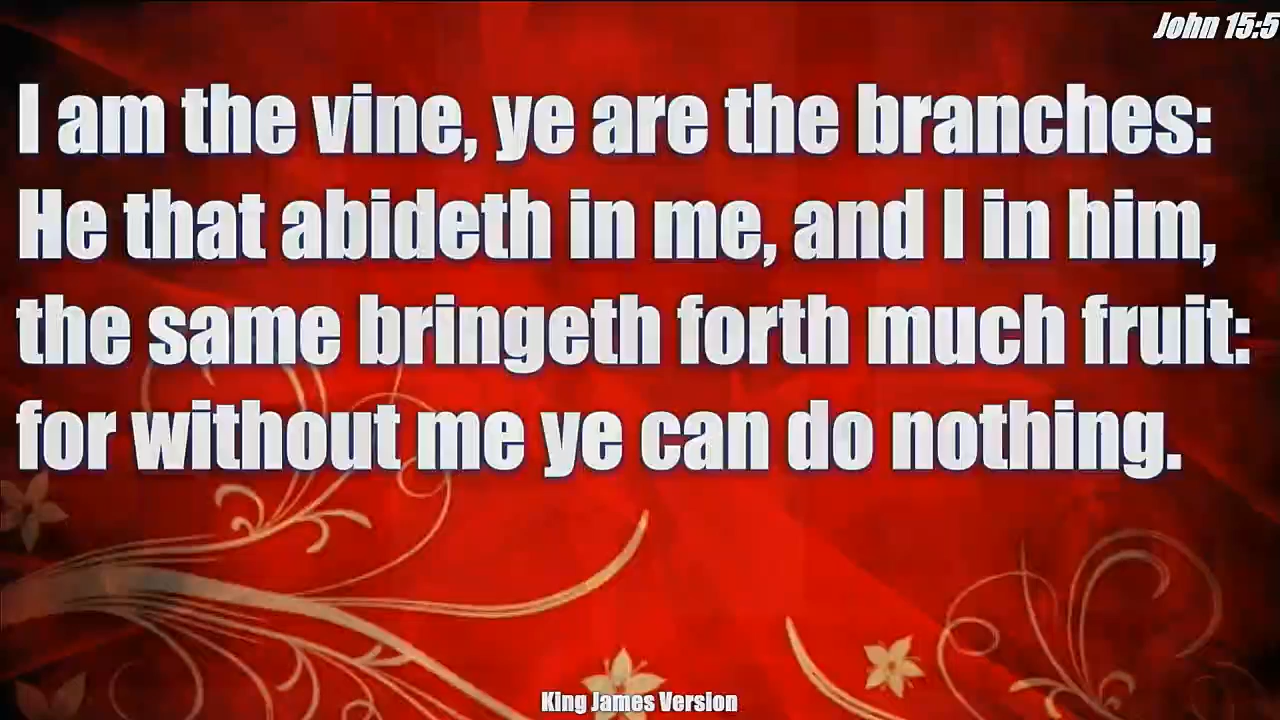 John 15:5
I am the vine, ye are the branches:
He that abideth in me, and I in him,
the same bringeth forth much fruit:
for without me ye can do nothing.
King James Version